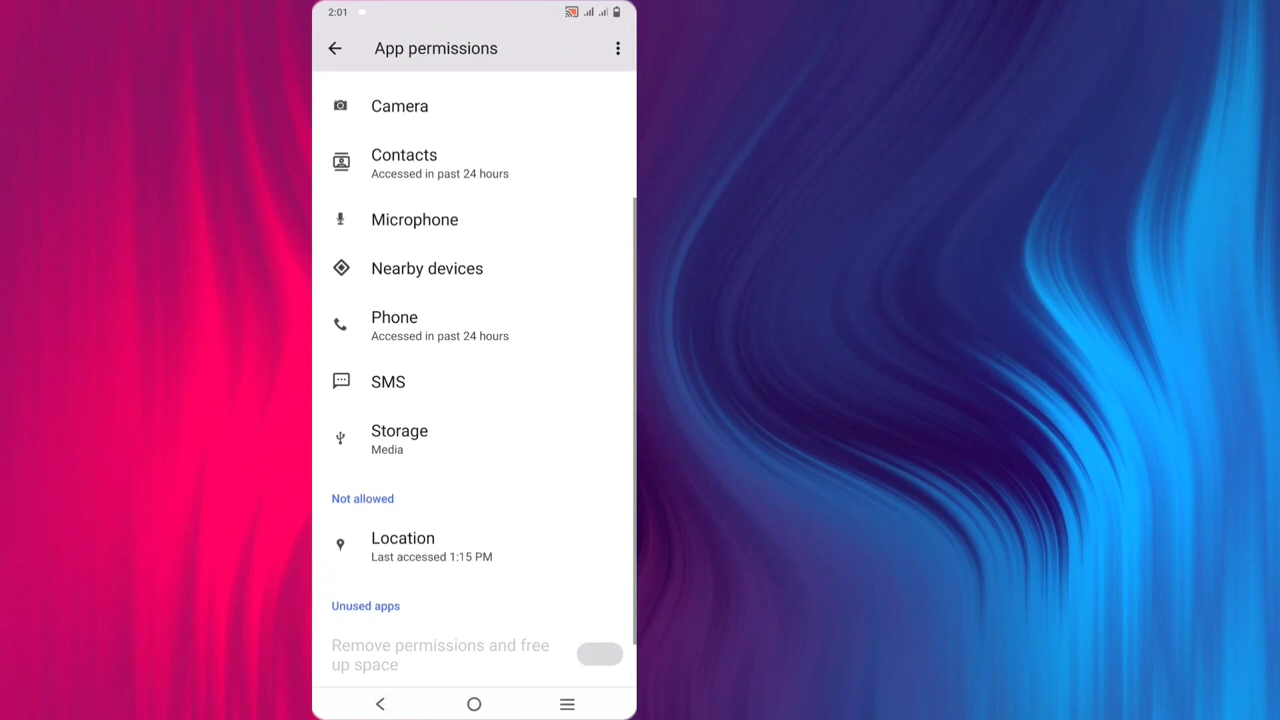 2:01
App permissions
Camera
Contacts
Accessed in past 24 hours
Microphone
Nearby devices
Phone
Accessed in past 24 hours
SMS
Storage
Media
Not allowed
Location
Last accessed 1:15 PM
Unused apps
Remove permissions and free
up space